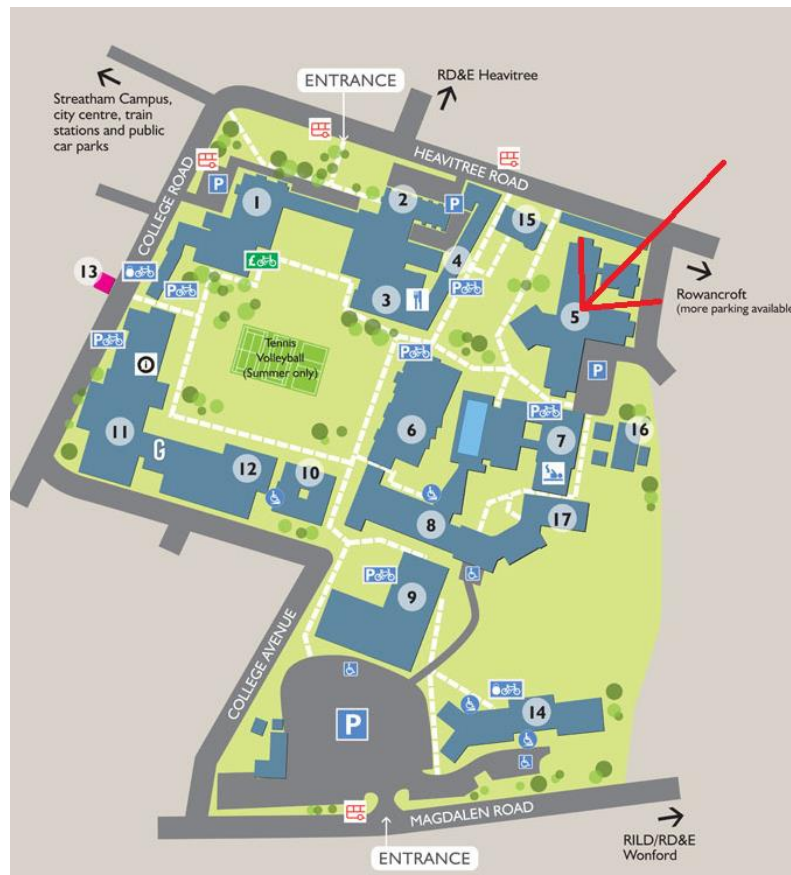 ENTRANCE
RD&E Heavitree
Streatham Campus,
city centre, train
stations and public
car parks
HEAVITREE ROAD
COLLEGE ROAD
P
1
2
P
15
4
13
£
P
3
P
5
Rowancroft
(more parking available
P
P
Tennis
Volleyball
(Summer only)
P
i
6
P
7
16
11
12
10
8
17
P
9
COLLEGE AVENUE
14
P
MAGDALEN ROAD
ENTRANCE
RILD/RD&E
Wonford